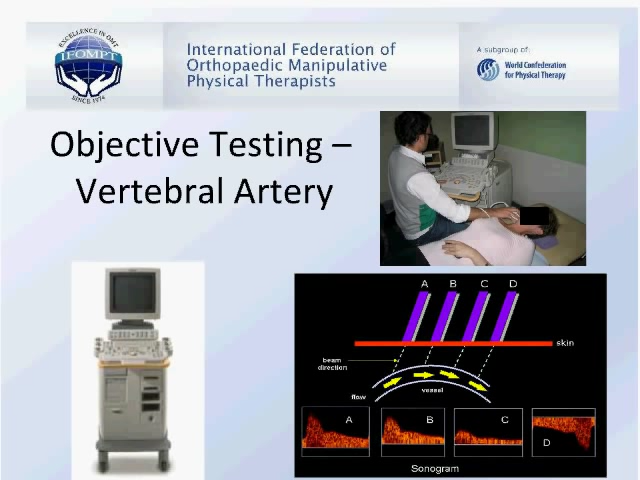 EXCELLENCE IN OMT
IFOMPT
SINCE 1974
International Federation of
Orthopaedic Manipulative
Physical Therapists
A subgroup of:
World Confederation
for Physical Therapy
Objective Testing –
Vertebral Artery
A B C D
skin
beam
direction
flow
vessel
A
B
C
D
Sonogram